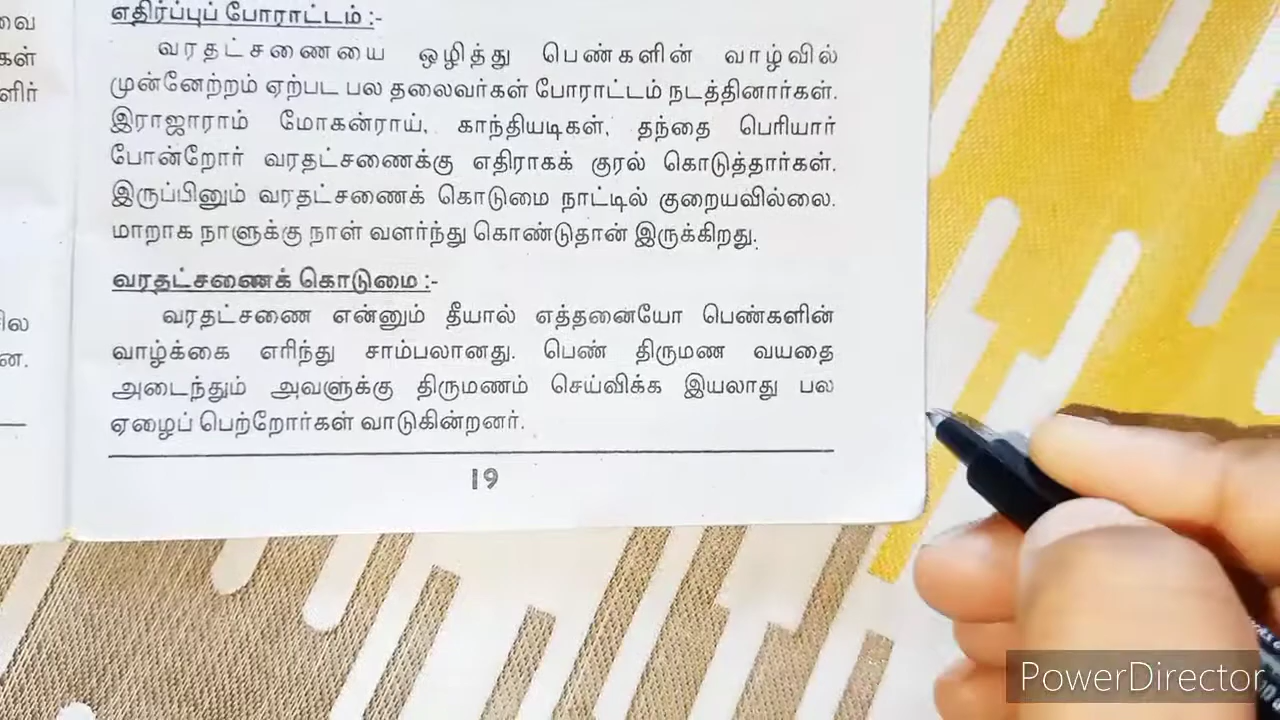 வை
கள்
ளிர்
சில
ன.
எதிர்ப்புப் போராட்டம் :-
வரதட்சணையை ஒழித்து பெண்களின் வாழ்வில்
முன்னேற்றம் ஏற்பட பல தலைவர்கள் போராட்டம் நடத்தினார்கள்.
இராஜாராம் மோகன்ராய், காந்தியடிகள், தந்தை பெரியார்
போன்றோர் வரதட்சணைக்கு எதிராகக் குரல் கொடுத்தார்கள்.
இருப்பினும் வரதட்சணைக் கொடுமை நாட்டில் குறையவில்லை.
மாறாக நாளுக்கு நாள் வளர்ந்து கொண்டுதான் இருக்கிறது.
வரதட்சணைக் கொடுமை :-
வரதட்சணை என்னும் தீயால் எத்தனையோ பெண்களின்
வாழ்க்கை எரிந்து சாம்பலானது. பெண் திருமண வயதை
அடைந்தும் அவளுக்கு திருமணம் செய்விக்க இயலாது பல
ஏழைப் பெற்றோர்கள் வாடுகின்றனர்.
19
PowerDirector